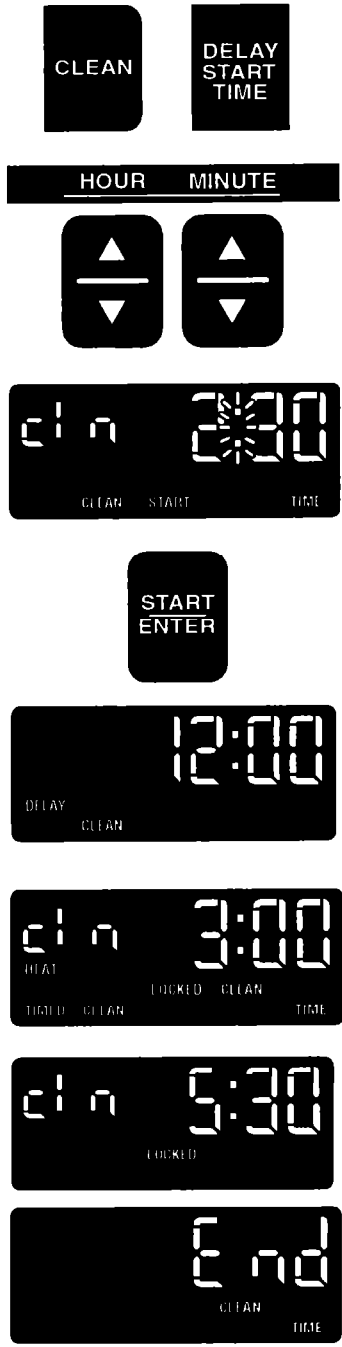 CLEAN
DELAY
START
TIME
HOUR MINUTE
cln 2:30
CLEAN START TIME
START
ENTER
12:00
DELAY
CLEAN
cln 3:00
HEAT
LOCKED CLEAN
TIMED CLEAN TIME
cln 5:30
LOCKED
End
CLEAN
TIME